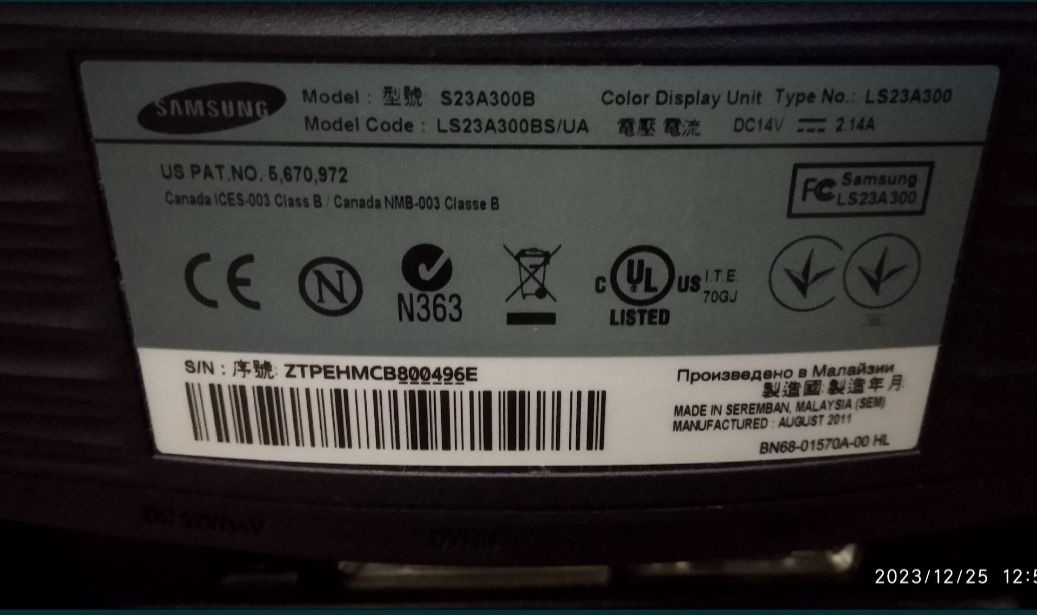 SAMSUNG
Model : 型號 S23A300B
Color Display Unit Type No.: LS23A300
Model Code : LS23A300BS/UA
電壓 電流 DC14V 2.14A
US PAT.NO. 5,670,972
Canada ICES-003 Class B / Canada NMB-003 Classe B
FC Samsung
LS23A300
CE
N
N363
C UL US
LISTED
I.T.E.
70GJ
S/N : 序號: ZTPEHMCB800496E
Произведено в Малайзии
製造國:製造年月:
MADE IN SEREMBAN, MALAYSIA (SEM)
MANUFACTURED : AUGUST 2011
BN68-01570A-00 HL
2023/12/25 12:5